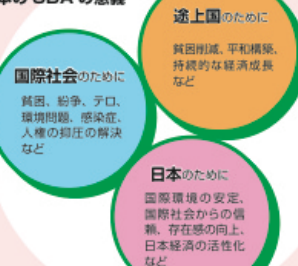 本のODAの意義
途上国のために
貧困削減、平和構築、
持続的な経済成長
など
国際社会のために
貧困、紛争、テロ、
環境問題、感染症、
人権の抑圧の解決
など
日本のために
国際環境の安定、
国際社会からの信
頼、存在感の向上、
日本経済の活性化
など